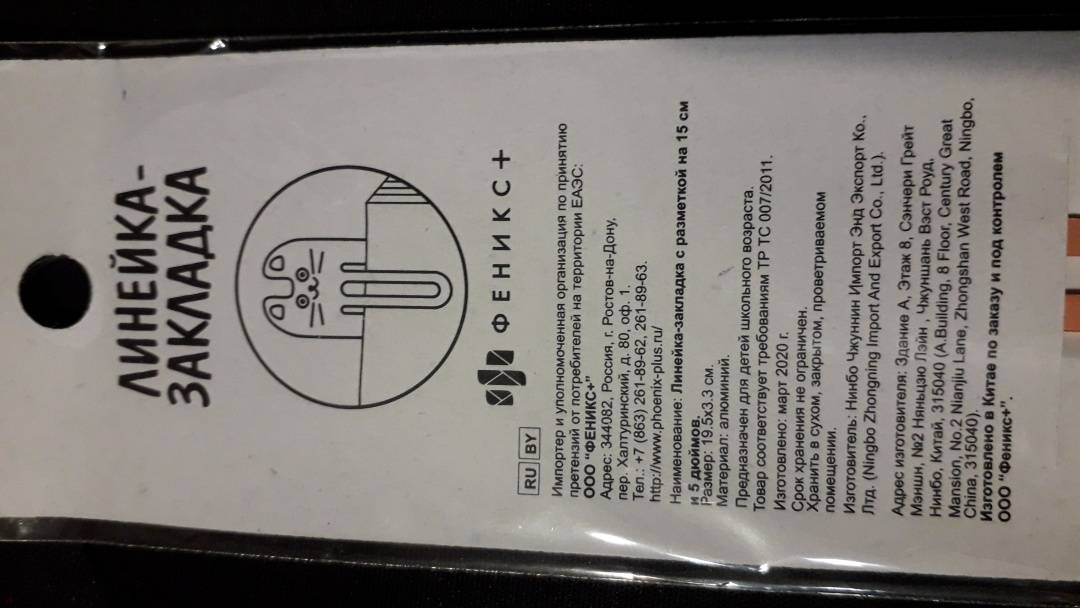 ЛИНЕЙКА-
ЗАКЛАДКА
ФЕНИКС+
RU BY
Импортер и уполномоченная организация по принятию
претензий от потребителей на территории ЕАЭС:
ООО "ФЕНИКС+"
Адрес: 344082, Россия, г. Ростов-на-Дону,
пер. Халтуринский, д. 80, оф. 1.
Тел.: +7 (863) 261-89-62, 261-89-63.
http://www.phoenix-plus.ru/
Наименование: Линейка-закладка с разметкой на 15 см
и 5 дюймов.
Размер: 19.5х3.3 см.
Материал: алюминий.
Предназначен для детей школьного возраста.
Товар соответствует требованиям ТР ТС 007/2011.
Изготовлено: март 2020 г.
Срок хранения не ограничен.
Хранить в сухом, закрытом, проветриваемом
помещении.
Изготовитель: Нинбо Чжуннин Импорт Энд Экспорт Ко.,
Лтд. (Ningbo Zhongning Import And Export Co., Ltd.).
Адрес изготовителя: Здание А, Этаж 8, Сэнчери Грейт
Мэншн, №2 Няньцзю Лэйн , Чжуншань Вэст Роуд,
Нинбо, Китай, 315040 (A.Building, 8 Floor, Century Great
Mansion, No.2 Nianjiu Lane, Zhongshan West Road, Ningbo,
China, 315040).
Изготовлено в Китае по заказу и под контролем
ООО "Феникс+".